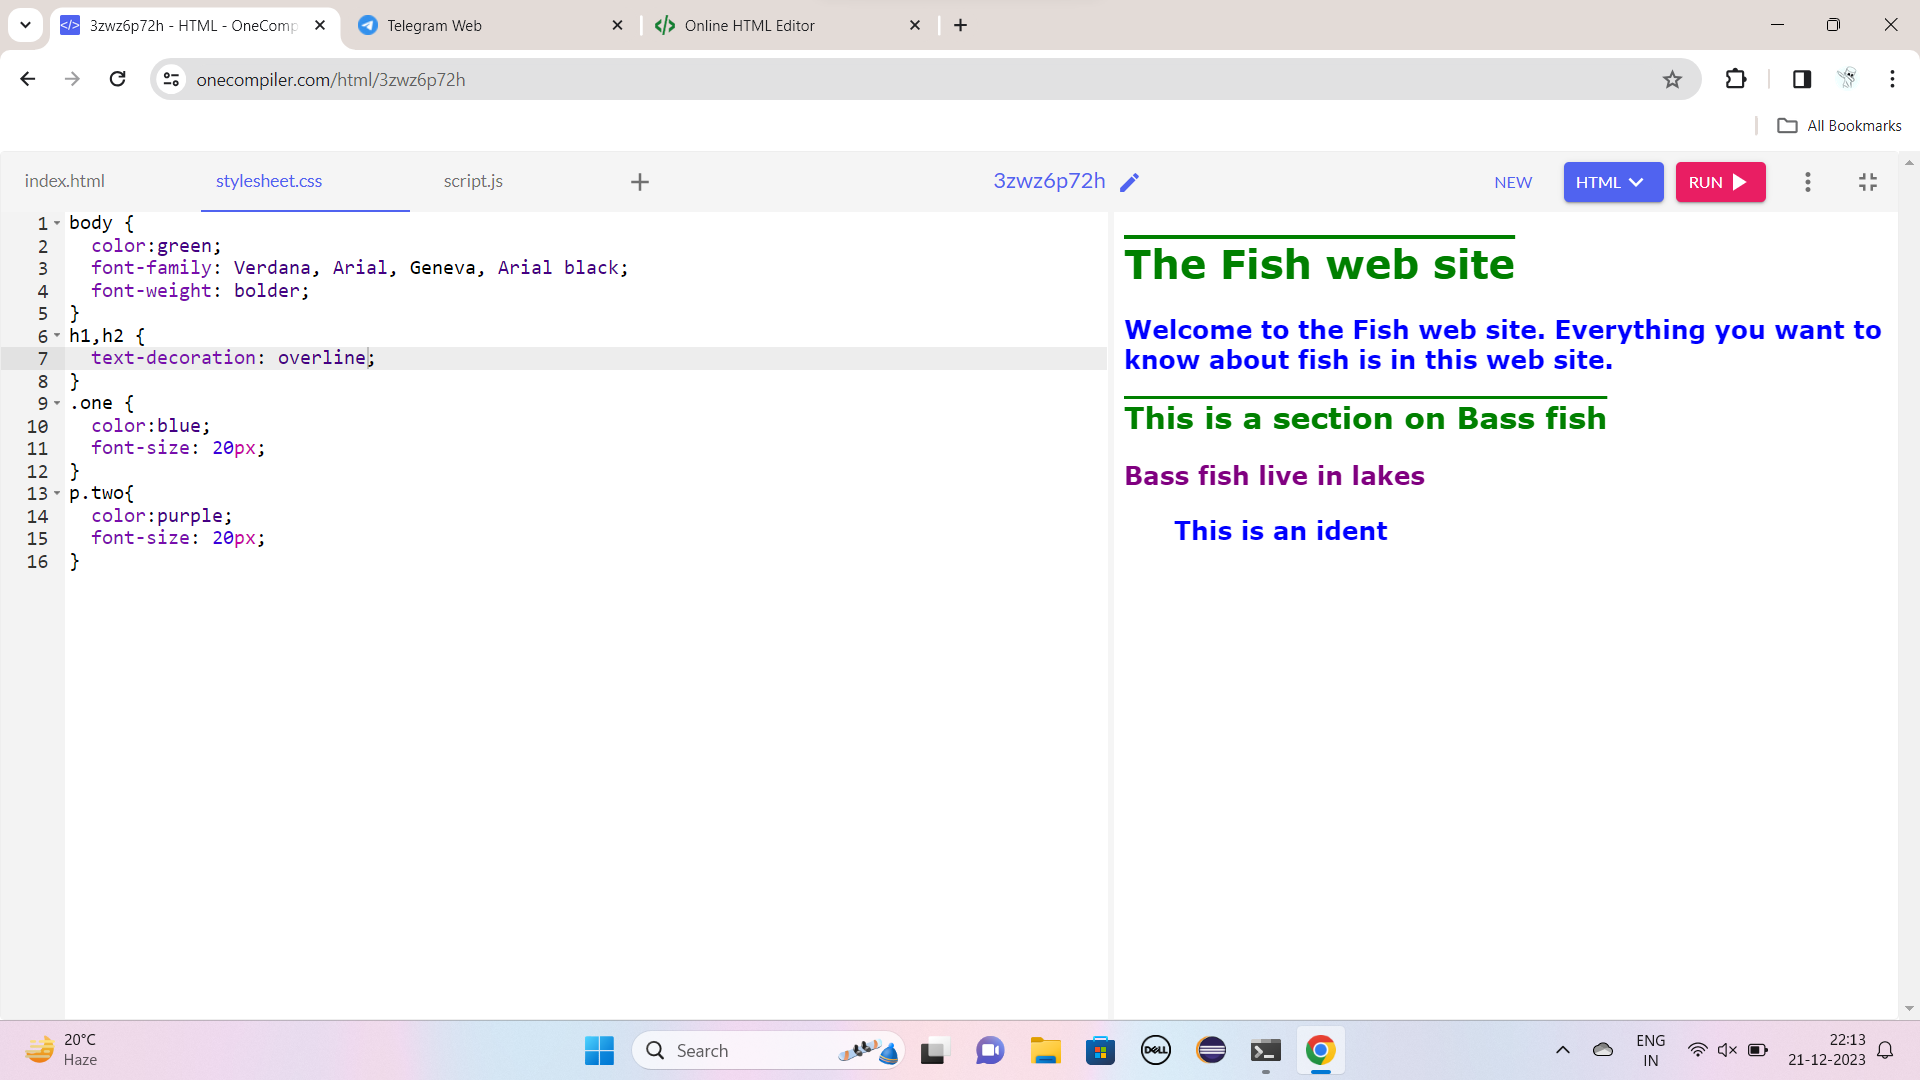 3zwz6p72h - HTML - OneComp
Telegram Web
Online HTML Editor
onecompiler.com/html/3zwz6p72h
All Bookmarks
index.html
stylesheet.css
script.js
3zwz6p72h
NEW
HTML
RUN
1 body {
2 color:green;
3 font-family: Verdana, Arial, Geneva, Arial black;
4 font-weight: bolder;
5 }
6 h1,h2 {
7 text-decoration: overline;
8 }
9 .one {
10 color:blue;
11 font-size: 20px;
12 }
13 p.two{
14 color:purple;
15 font-size: 20px;
16 }
The Fish web site
Welcome to the Fish web site. Everything you want to
know about fish is in this web site.
This is a section on Bass fish
Bass fish live in lakes
This is an ident
20°C
Haze
Search
DELL
ENG
IN
22:13
21-12-2023